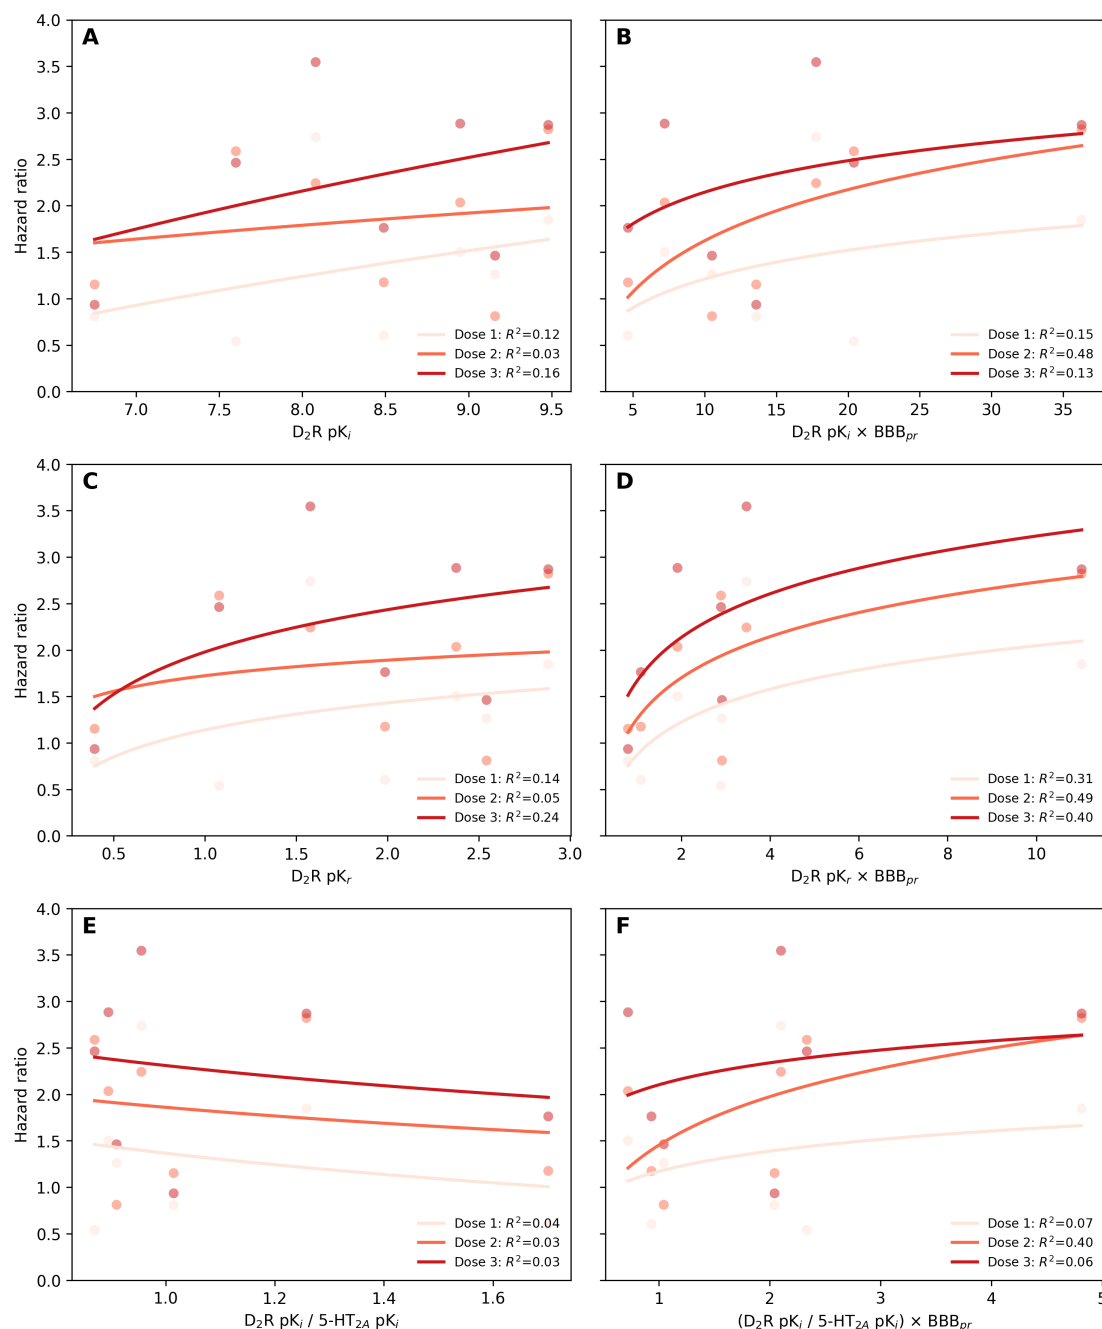 A
B
4.0
3.5
3.0
2.5
2.0
1.5
1.0
0.5
0.0
Hazard ratio
Dose 1: R²=0.12
Dose 2: R²=0.03
Dose 3: R²=0.16
7.0 7.5 8.0 8.5 9.0 9.5
D₂R pKᵢ
Dose 1: R²=0.15
Dose 2: R²=0.48
Dose 3: R²=0.13
5 10 15 20 25 30 35
D₂R pKᵢ × BBBpr
C
D
4.0
3.5
3.0
2.5
2.0
1.5
1.0
0.5
0.0
Hazard ratio
Dose 1: R²=0.14
Dose 2: R²=0.05
Dose 3: R²=0.24
0.5 1.0 1.5 2.0 2.5 3.0
D₂R pKᵣ
Dose 1: R²=0.31
Dose 2: R²=0.49
Dose 3: R²=0.40
2 4 6 8 10
D₂R pKᵣ × BBBpr
E
F
4.0
3.5
3.0
2.5
2.0
1.5
1.0
0.5
0.0
Hazard ratio
Dose 1: R²=0.04
Dose 2: R²=0.03
Dose 3: R²=0.03
1.0 1.2 1.4 1.6
D₂R pKᵢ / 5-HT2A pKᵢ
Dose 1: R²=0.07
Dose 2: R²=0.40
Dose 3: R²=0.06
1 2 3 4 5
(D₂R pKᵢ / 5-HT2A pKᵢ) × BBBpr